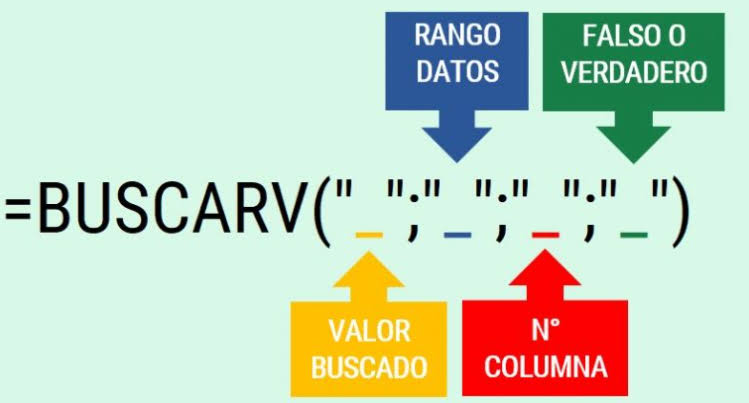 RANGO
DATOS
FALSO O
VERDADERO
=BUSCARV("_";"_";"_";"_")
VALOR
BUSCADO
N°
COLUMNA